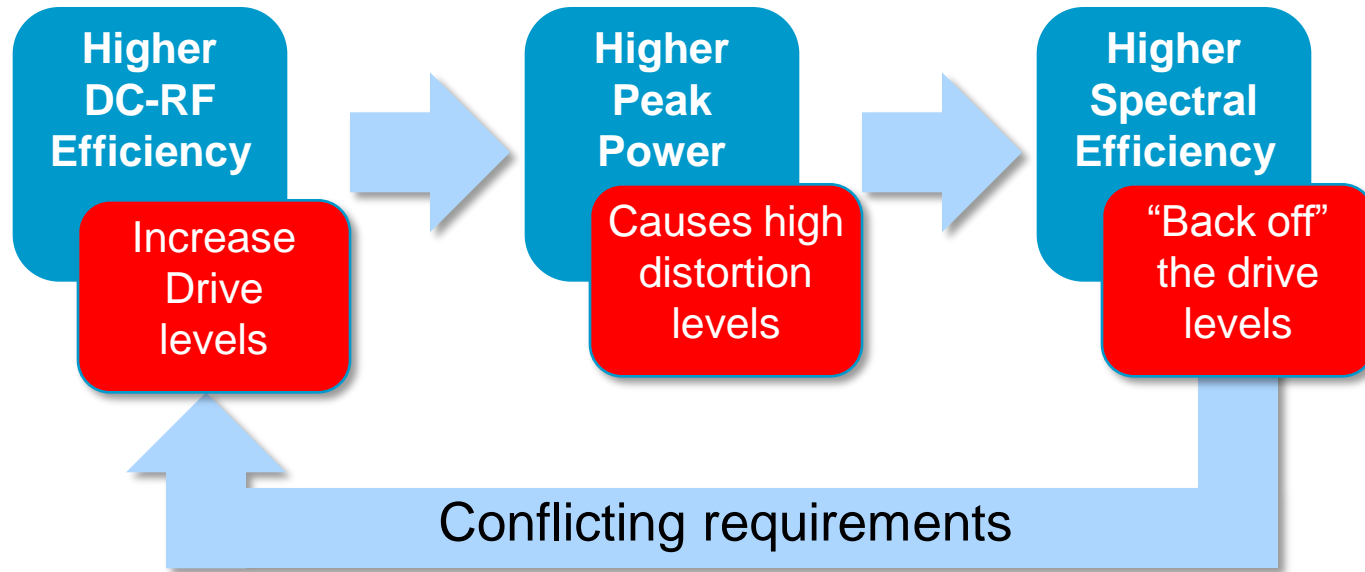 Higher
DC-RF
Efficiency
Increase
Drive
levels
Higher
Peak
Power
Causes high
distortion
levels
Higher
Spectral
Efficiency
“Back off”
the drive
levels
Conflicting requirements